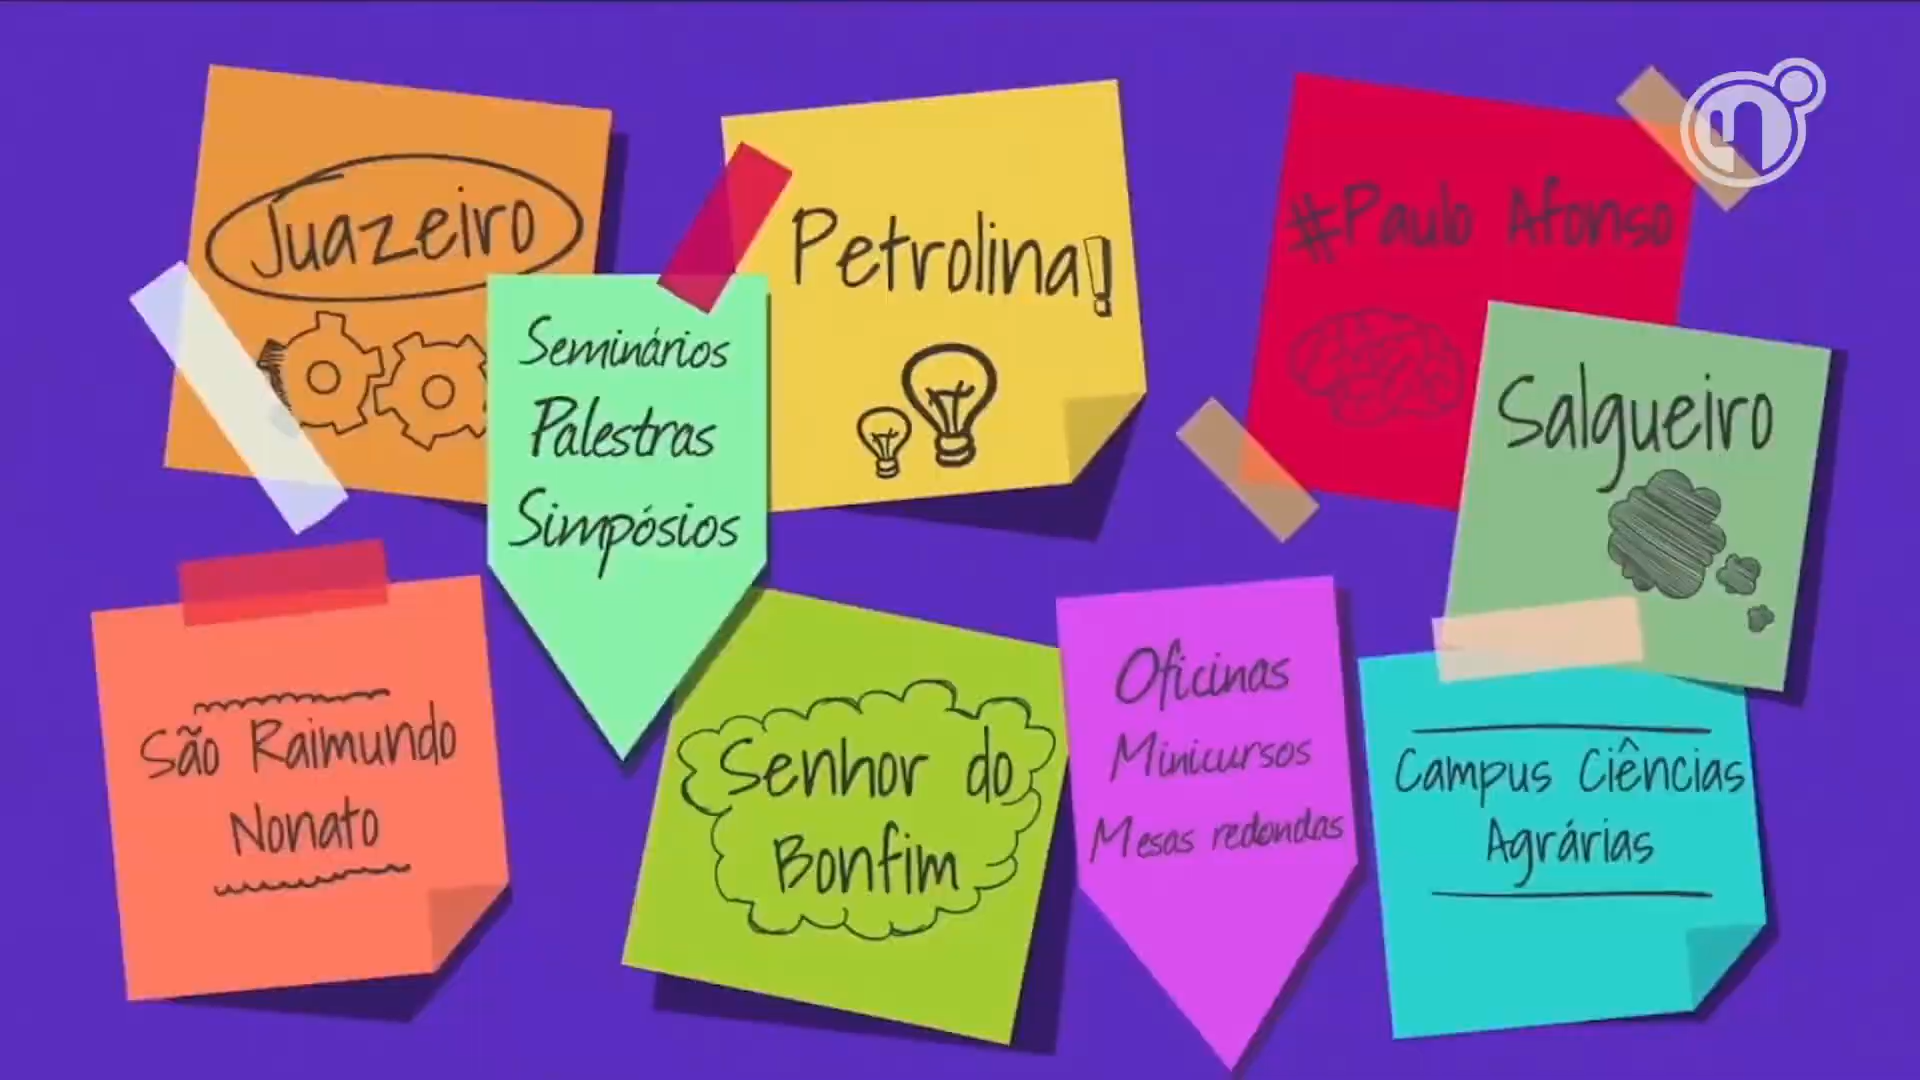 Juazeiro
Seminários
Palestras
Simpósios
Petrolina!
#Paulo Afonso
Salgueiro
São Raimundo
Nonato
Senhor do
Bonfim
Oficinas
Minicursos
Mesas redondas
Campus Ciências
Agrárias